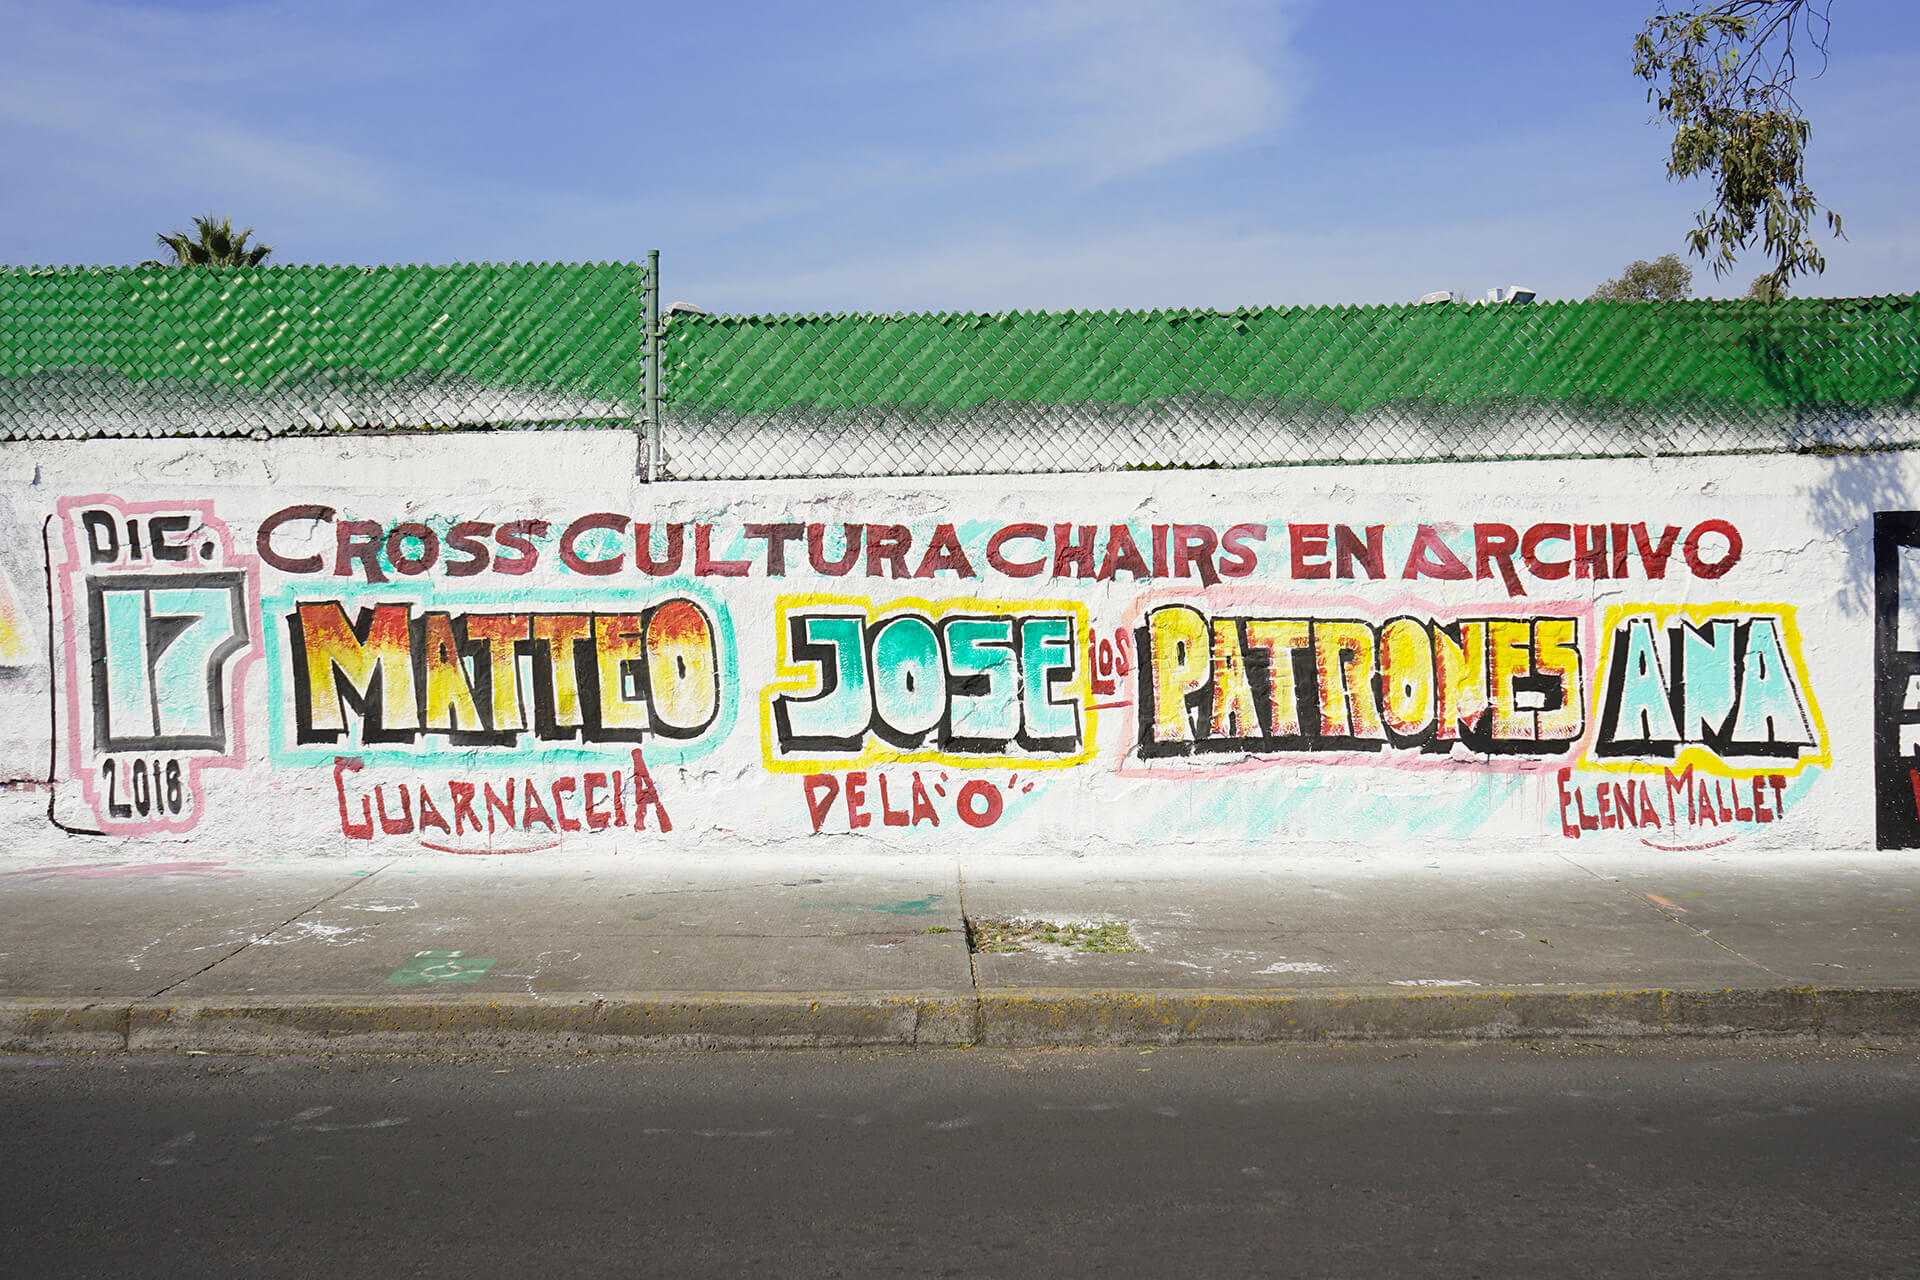 DIC.
17
2018
CROSS CULTURA CHAIRS EN ARCHIVO
MATTEO JOSE LOS PATRONES ANA
GUARNACCIA DE LA "O" ELENA MALLET